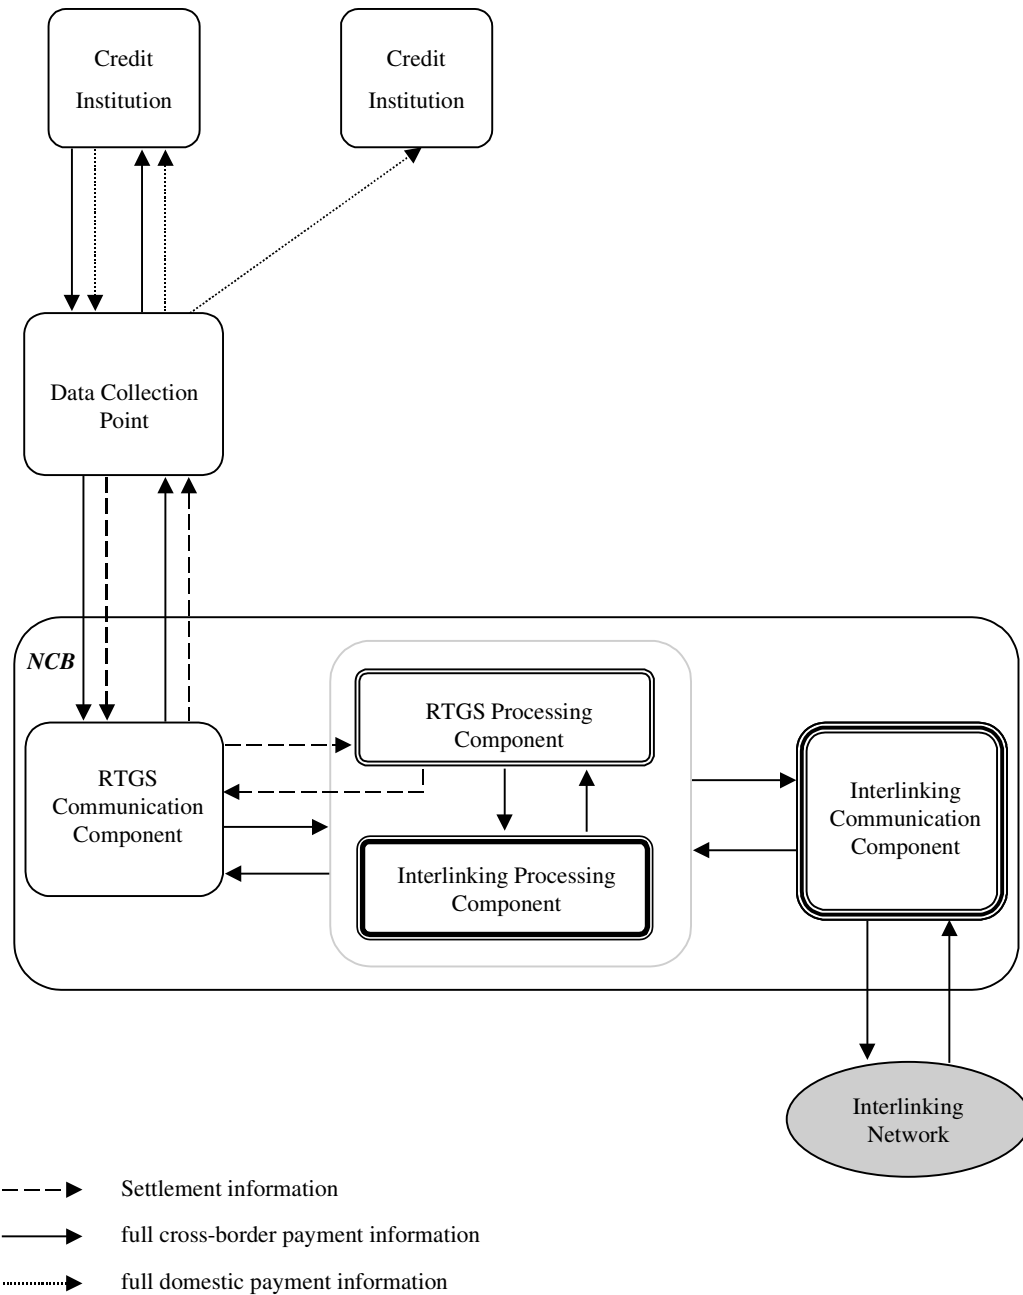 Credit
Institution
Credit
Institution
Data Collection
Point
NCB
RTGS
Communication
Component
RTGS Processing
Component
Interlinking Processing
Component
Interlinking
Communication
Component
Interlinking
Network
Settlement information
full cross-border payment information
full domestic payment information